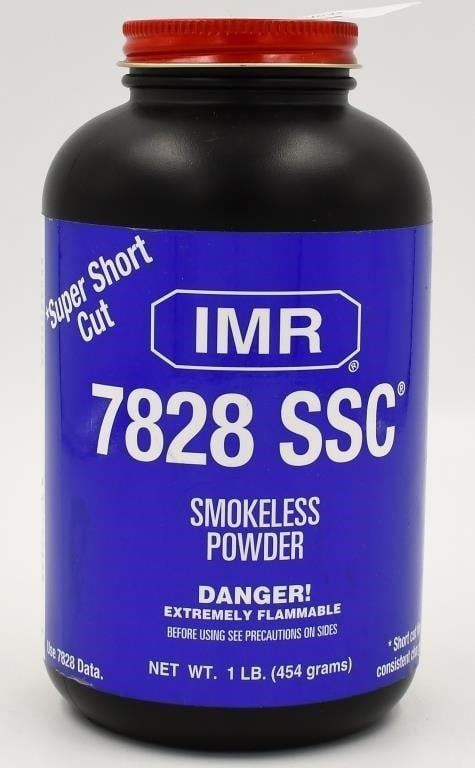 *Super Short
Cut
IMR®
7828 SSC®
SMOKELESS
POWDER
DANGER!
EXTREMELY FLAMMABLE
BEFORE USING SEE PRECAUTIONS ON SIDES
Use 7828 Data.
NET WT. 1 LB. (454 grams)
* Short cut
consistent